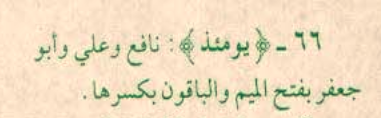 ٦٦ ـ ﴿يومئذ﴾: نافع وعلي وأبو
جعفر بفتح الميم والباقون بكسرها.